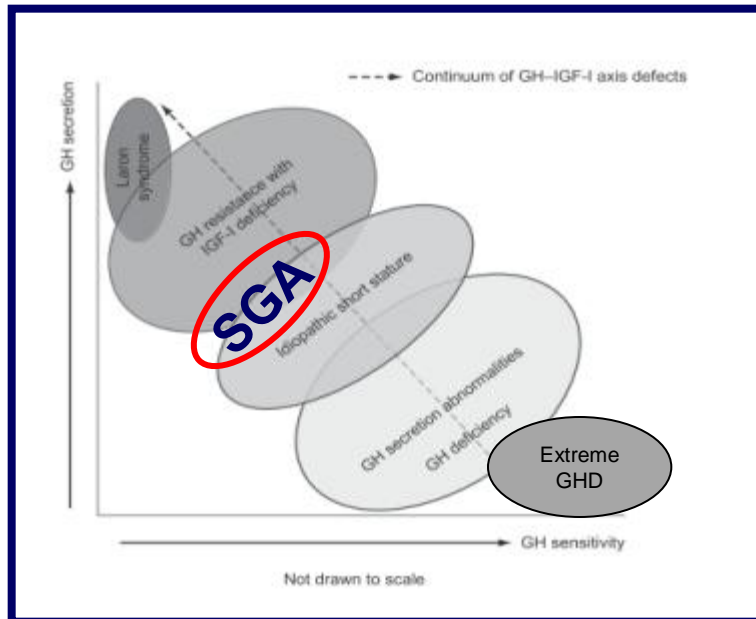 Continuum of GH–IGF-I axis defects
GH secretion
Laron
syndrome
GH resistance with
IGF-I deficiency
SGA
Idiopathic short stature
GH secretion abnormalities
GH deficiency
Extreme
GHD
GH sensitivity
Not drawn to scale